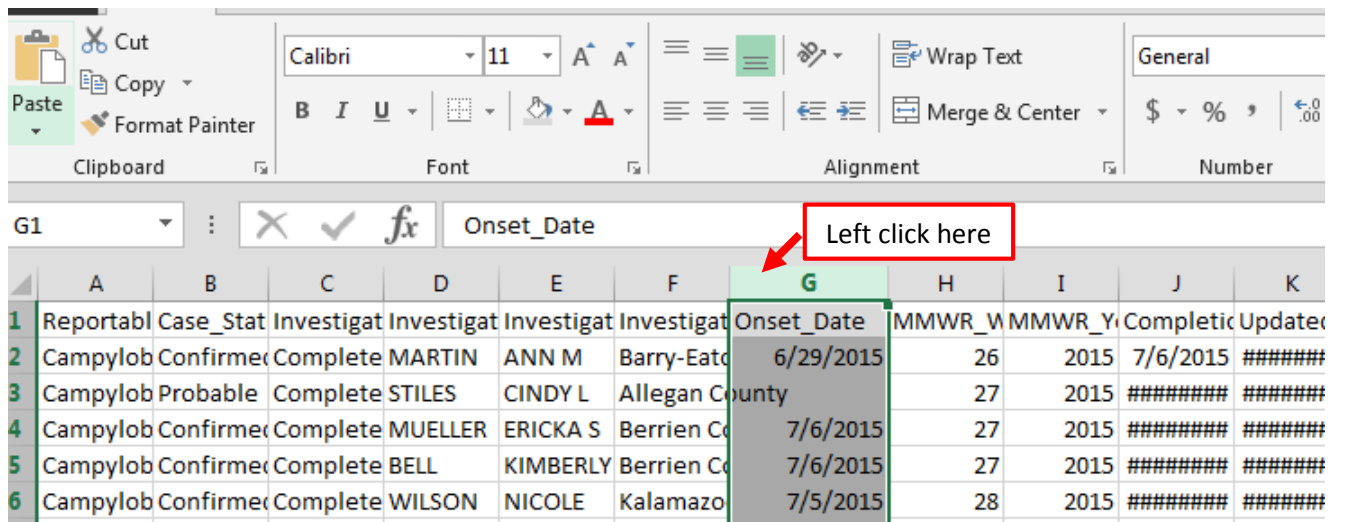 Cut
Copy
Paste
Format Painter
Clipboard
Calibri 11 A A
B I U A
Font
Wrap Text
Merge & Center
Alignment
General
$ % , .0 .00
Number
G1 fx Onset_Date
Left click here
A B C D E F G H I J K
1 Reportabl Case_Stat Investigat Investigat Investigat Investigat Onset_Date MMWR_W MMWR_Y Completic Updated
2 Campylob Confirmed Complete MARTIN ANN M Barry-Eato 6/29/2015 26 2015 7/6/2015 #######
3 Campylob Probable Complete STILES CINDY L Allegan County 27 2015 ######## #######
4 Campylob Confirmed Complete MUELLER ERICKA S Berrien Co 7/6/2015 27 2015 ######## #######
5 Campylob Confirmed Complete BELL KIMBERLY Berrien Co 7/6/2015 27 2015 ######## #######
6 Campylob Confirmed Complete WILSON NICOLE Kalamazo 7/5/2015 28 2015 ######## #######